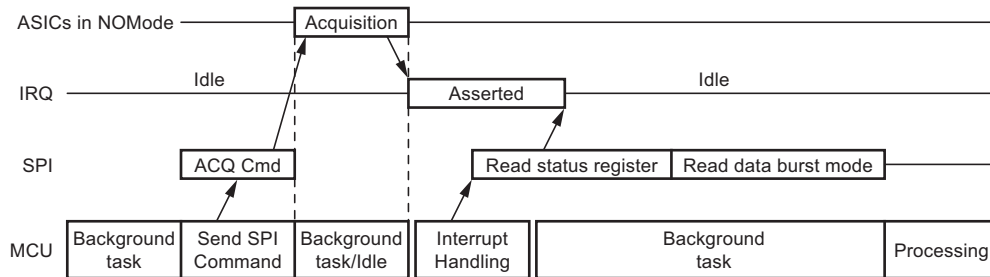 ASICs in NOMode
Acquisition
Idle
Idle
IRQ
Asserted
SPI
ACQ Cmd
Read status register
Read data burst mode
MCU
Background
task
Send SPI
Command
Background
task/Idle
Interrupt
Handling
Background
task
Processing